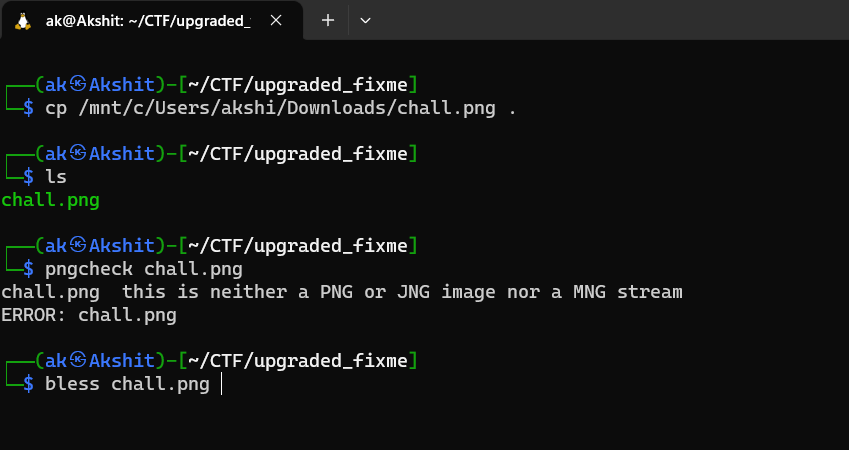 ak@Akshit: ~/CTF/upgraded_
┌──(ak㉿Akshit)-[~/CTF/upgraded_fixme]
└─$ cp /mnt/c/Users/akshi/Downloads/chall.png .
┌──(ak㉿Akshit)-[~/CTF/upgraded_fixme]
└─$ ls
chall.png
┌──(ak㉿Akshit)-[~/CTF/upgraded_fixme]
└─$ pngcheck chall.png
chall.png  this is neither a PNG or JNG image nor a MNG stream
ERROR: chall.png
┌──(ak㉿Akshit)-[~/CTF/upgraded_fixme]
└─$ bless chall.png